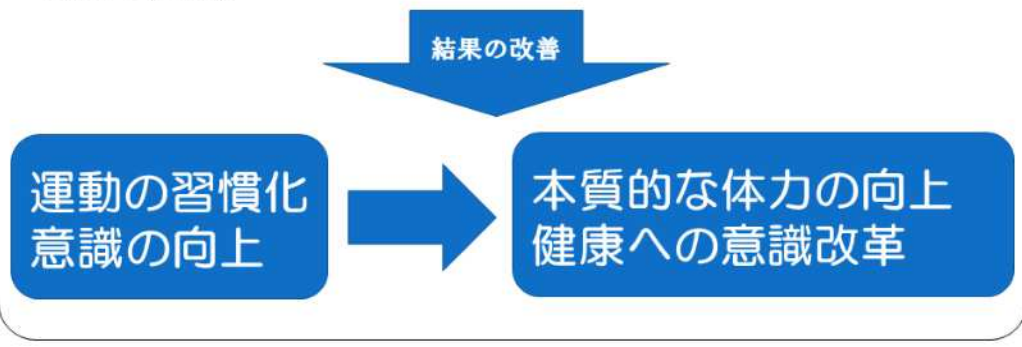 結果の改善
運動の習慣化
意識の向上
本質的な体力の向上
健康への意識改革